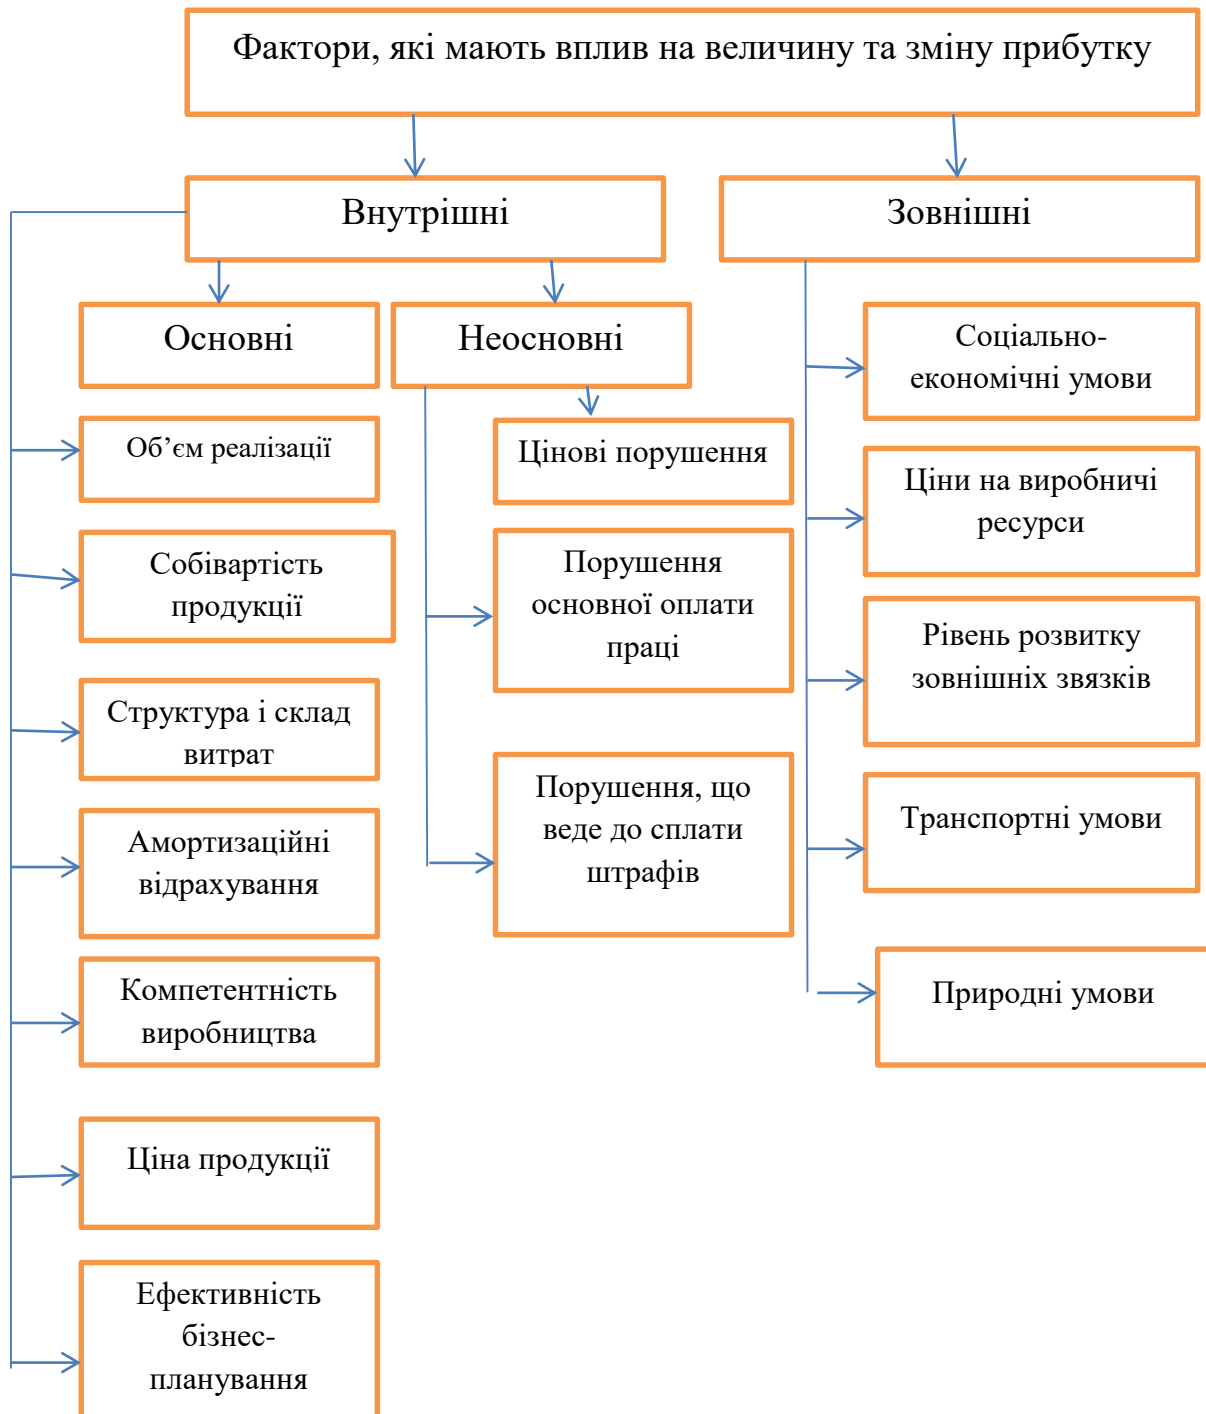 Фактори, які мають вплив на величину та зміну прибутку
Внутрішні
Зовнішні
Основні
Неосновні
Об’єм реалізації
Собівартість
продукції
Структура і склад
витрат
Амортизаційні
відрахування
Компетентність
виробництва
Ціна продукції
Ефективність
бізнес-
планування
Цінові порушення
Порушення
основної оплати
праці
Порушення, що
веде до сплати
штрафів
Соціально-
економічні умови
Ціни на виробничі
ресурси
Рівень розвитку
зовнішніх звязків
Транспортні умови
Природні умови